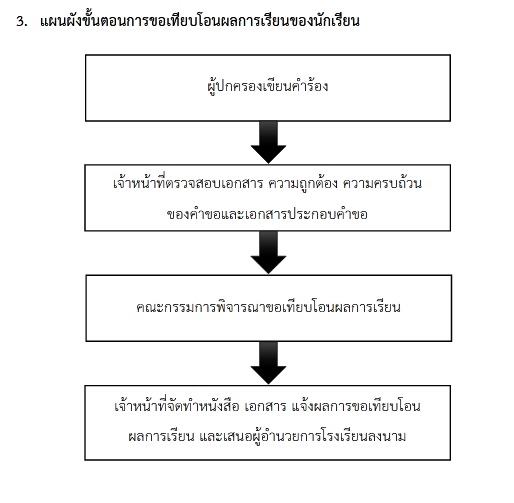 3. แผนผังขั้นตอนการขอเทียบโอนผลการเรียนของนักเรียน
ผู้ปกครองเขียนคำร้อง
เจ้าหน้าที่ตรวจสอบเอกสาร ความถูกต้อง ความครบถ้วน
ของคำขอและเอกสารประกอบคำขอ
คณะกรรมการพิจารณาขอเทียบโอนผลการเรียน
เจ้าหน้าที่จัดทำหนังสือ เอกสาร แจ้งผลการขอเทียบโอน
ผลการเรียน และเสนอผู้อำนวยการโรงเรียนลงนาม